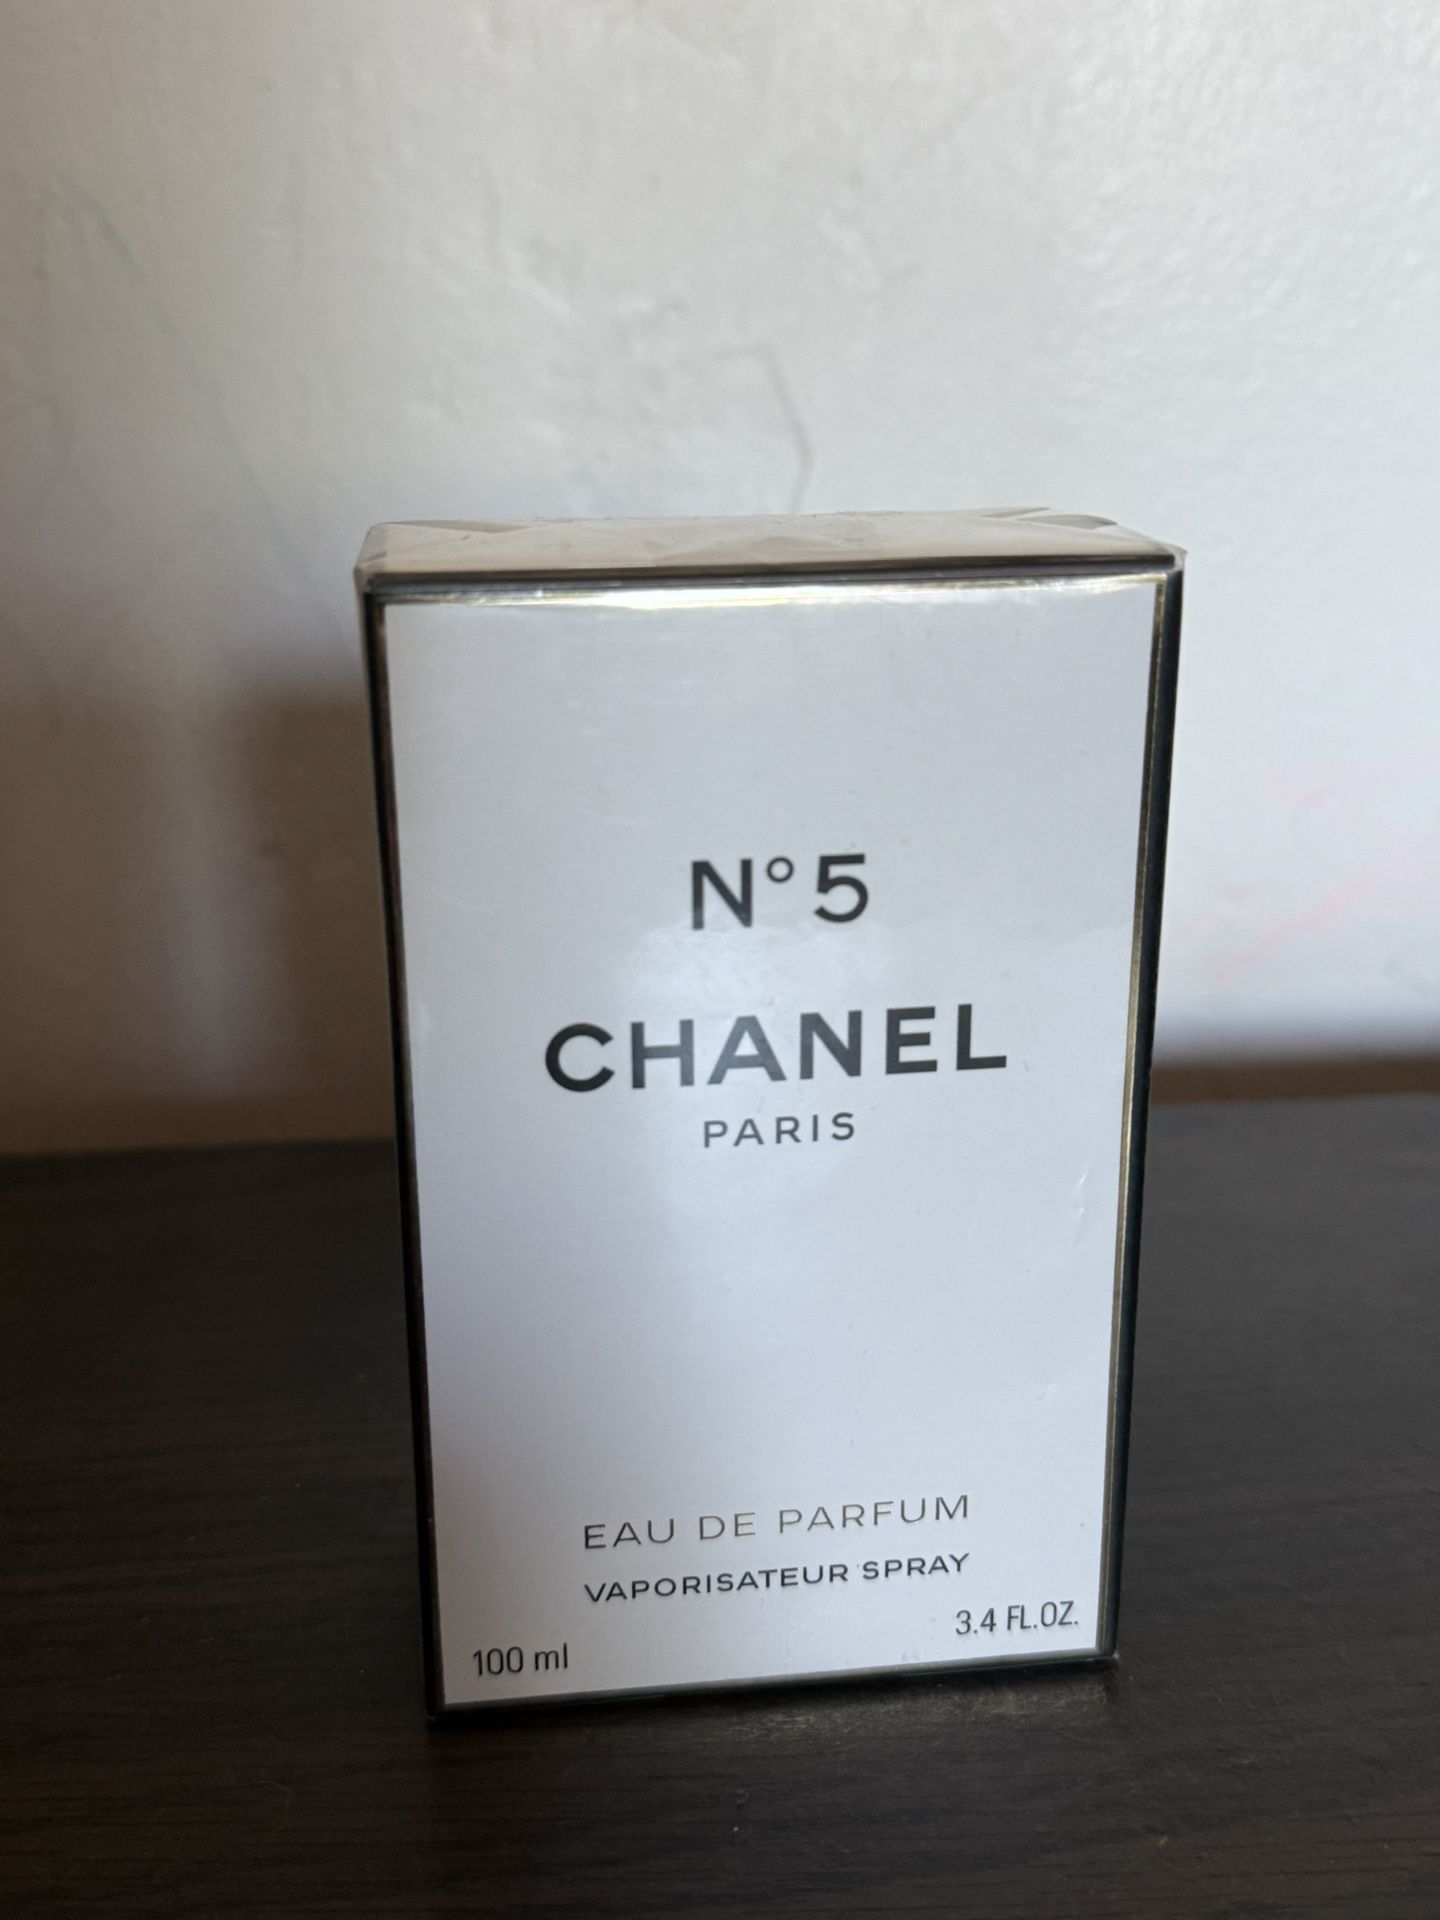 N° 5
CHANEL
PARIS
EAU DE PARFUM
VAPORISATEUR SPRAY
3.4 FL.OZ.
100 ml